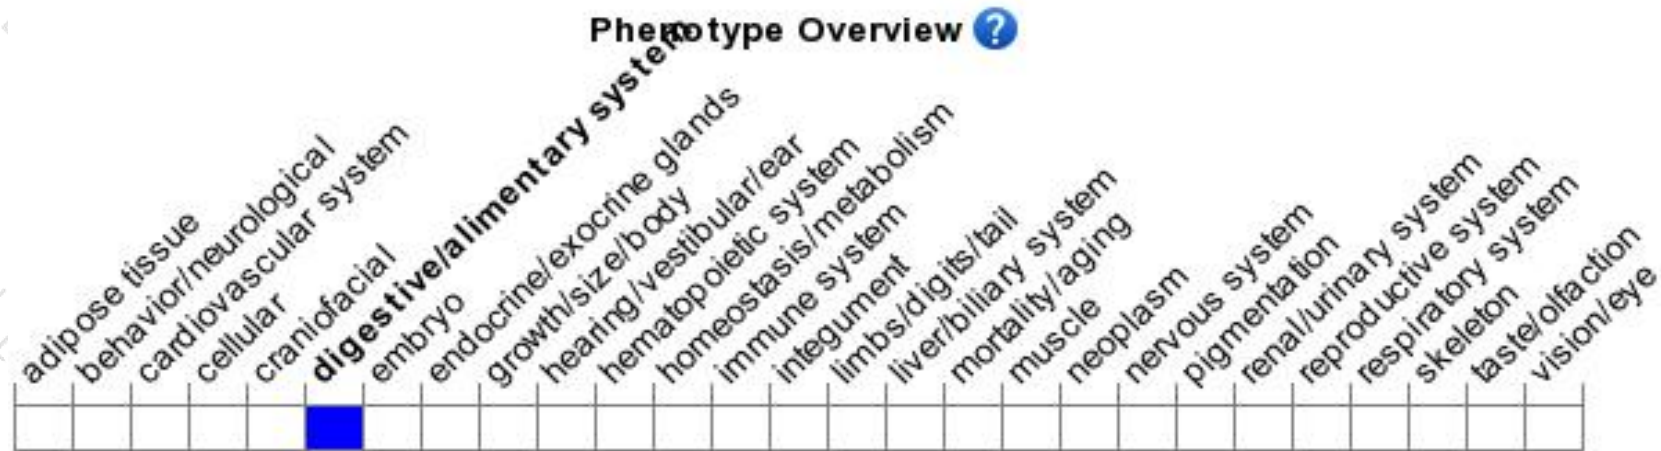 Phenotype Overview ?
adipose tissue
behavior/neurological
cardiovascular system
cellular
craniofacial
digestive/alimentary system
embryo
endocrine/exocrine glands
growth/size/body
hearing/vestibular/ear
hematopoietic system
homeostasis/metabolism
immune system
integument
limbs/digits/tail
liver/biliary system
mortality/aging
muscle
neoplasm
nervous system
pigmentation
renal/urinary system
reproductive system
respiratory system
skeleton
taste/olfaction
vision/eye